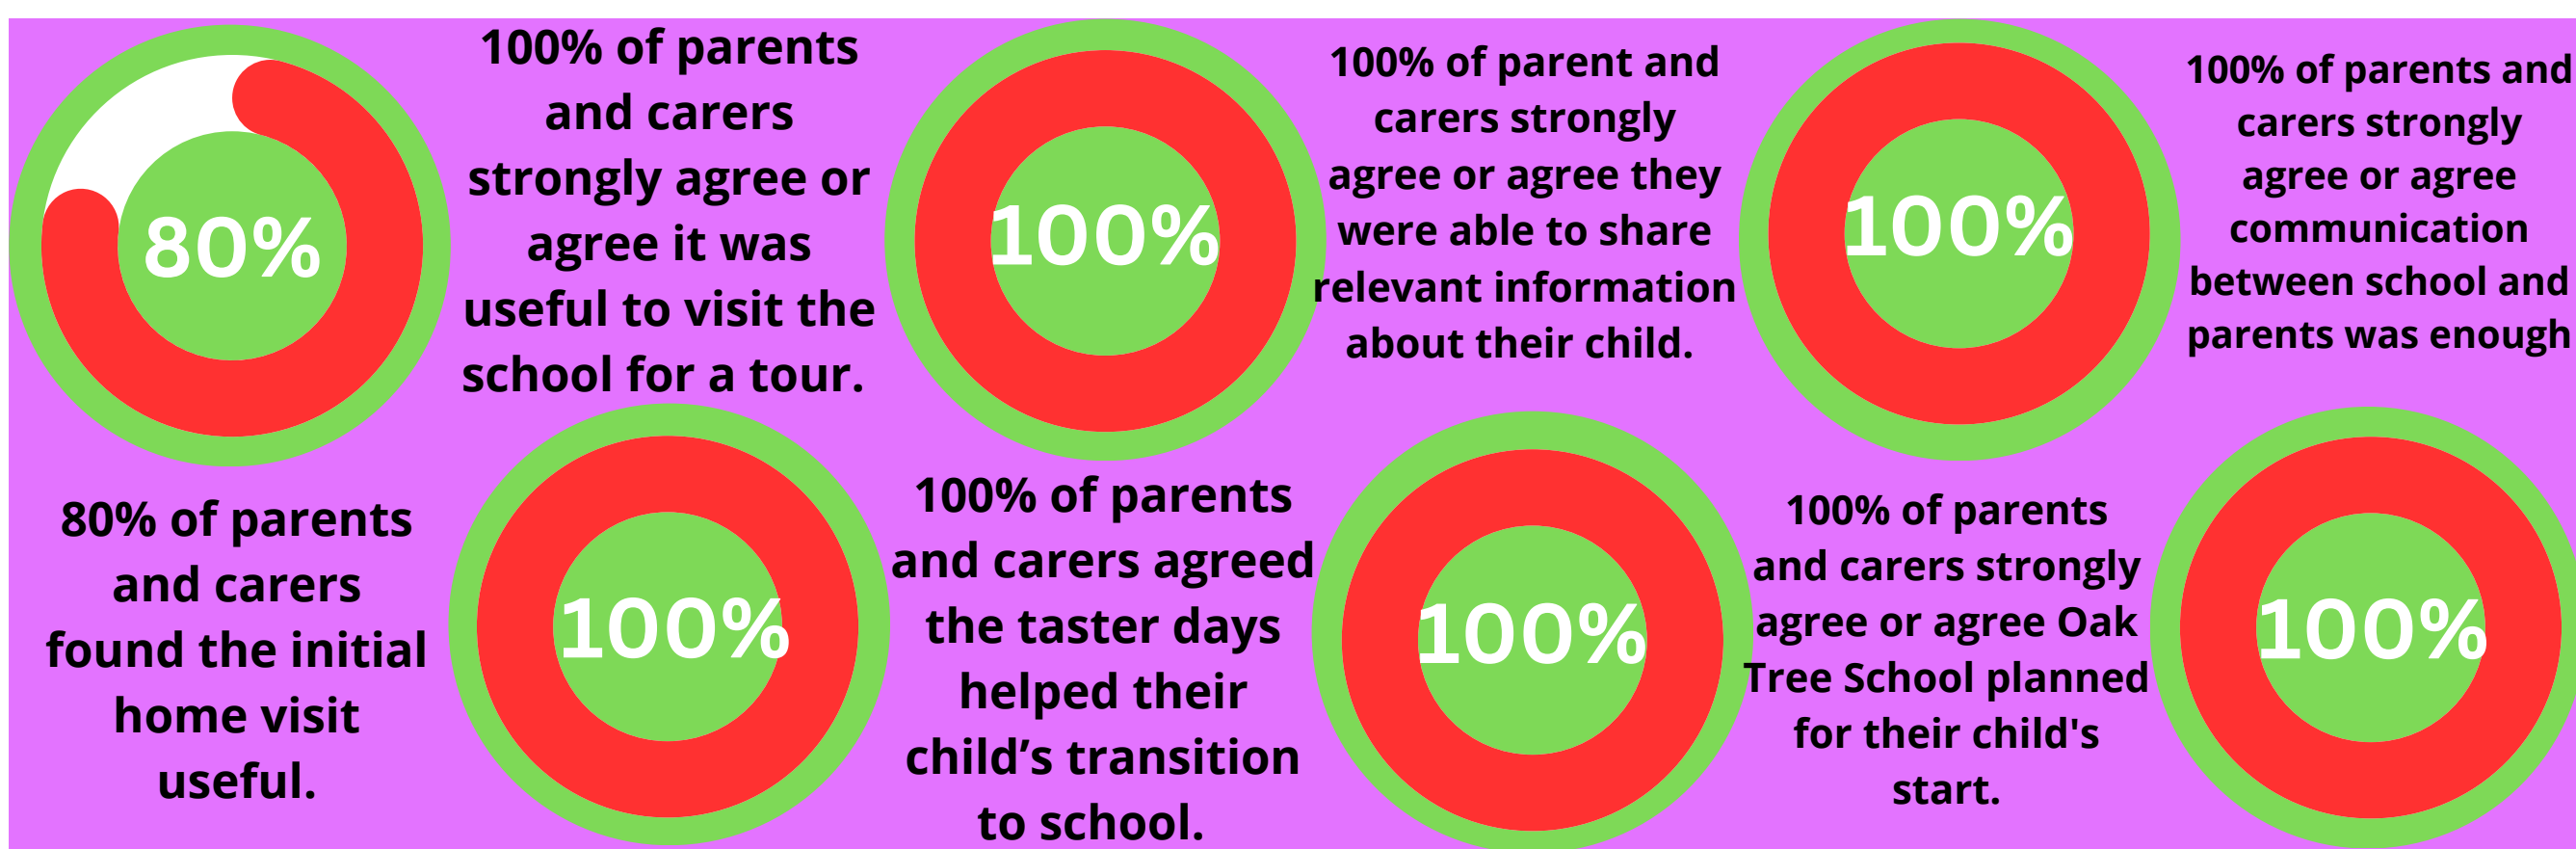 80%
80% of parents
and carers
found the initial
home visit
useful.
100% of parents
and carers
strongly agree or
agree it was
useful to visit the
school for a tour.
100%
100%
100% of parents
and carers agreed
the taster days
helped their
child’s transition
to school.
100% of parent and
carers strongly
agree or agree they
were able to share
relevant information
about their child.
100%
100%
100% of parents
and carers strongly
agree or agree Oak
Tree School planned
for their child's
start.
100% of parents and
carers strongly
agree or agree
communication
between school and
parents was enough
100%